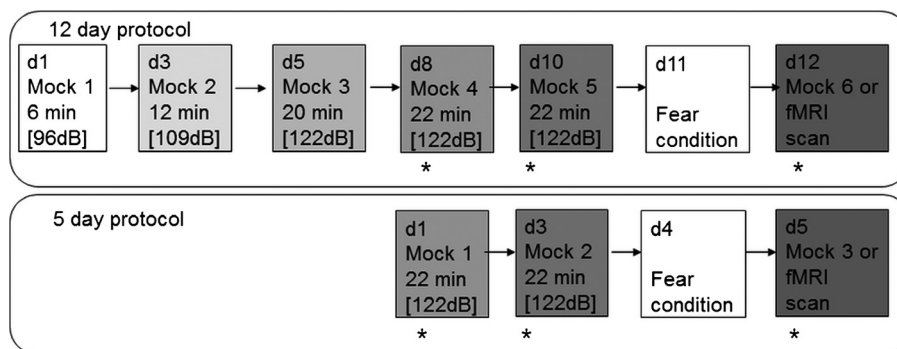 12 day protocol
d1
Mock 1
6 min
[96dB]
d3
Mock 2
12 min
[109dB]
d5
Mock 3
20 min
[122dB]
d8
Mock 4
22 min
[122dB]
*
d10
Mock 5
22 min
[122dB]
*
d11
Fear
condition
d12
Mock 6 or
fMRI
scan
*
5 day protocol
d1
Mock 1
22 min
[122dB]
*
d3
Mock 2
22 min
[122dB]
*
d4
Fear
condition
d5
Mock 3 or
fMRI
scan
*